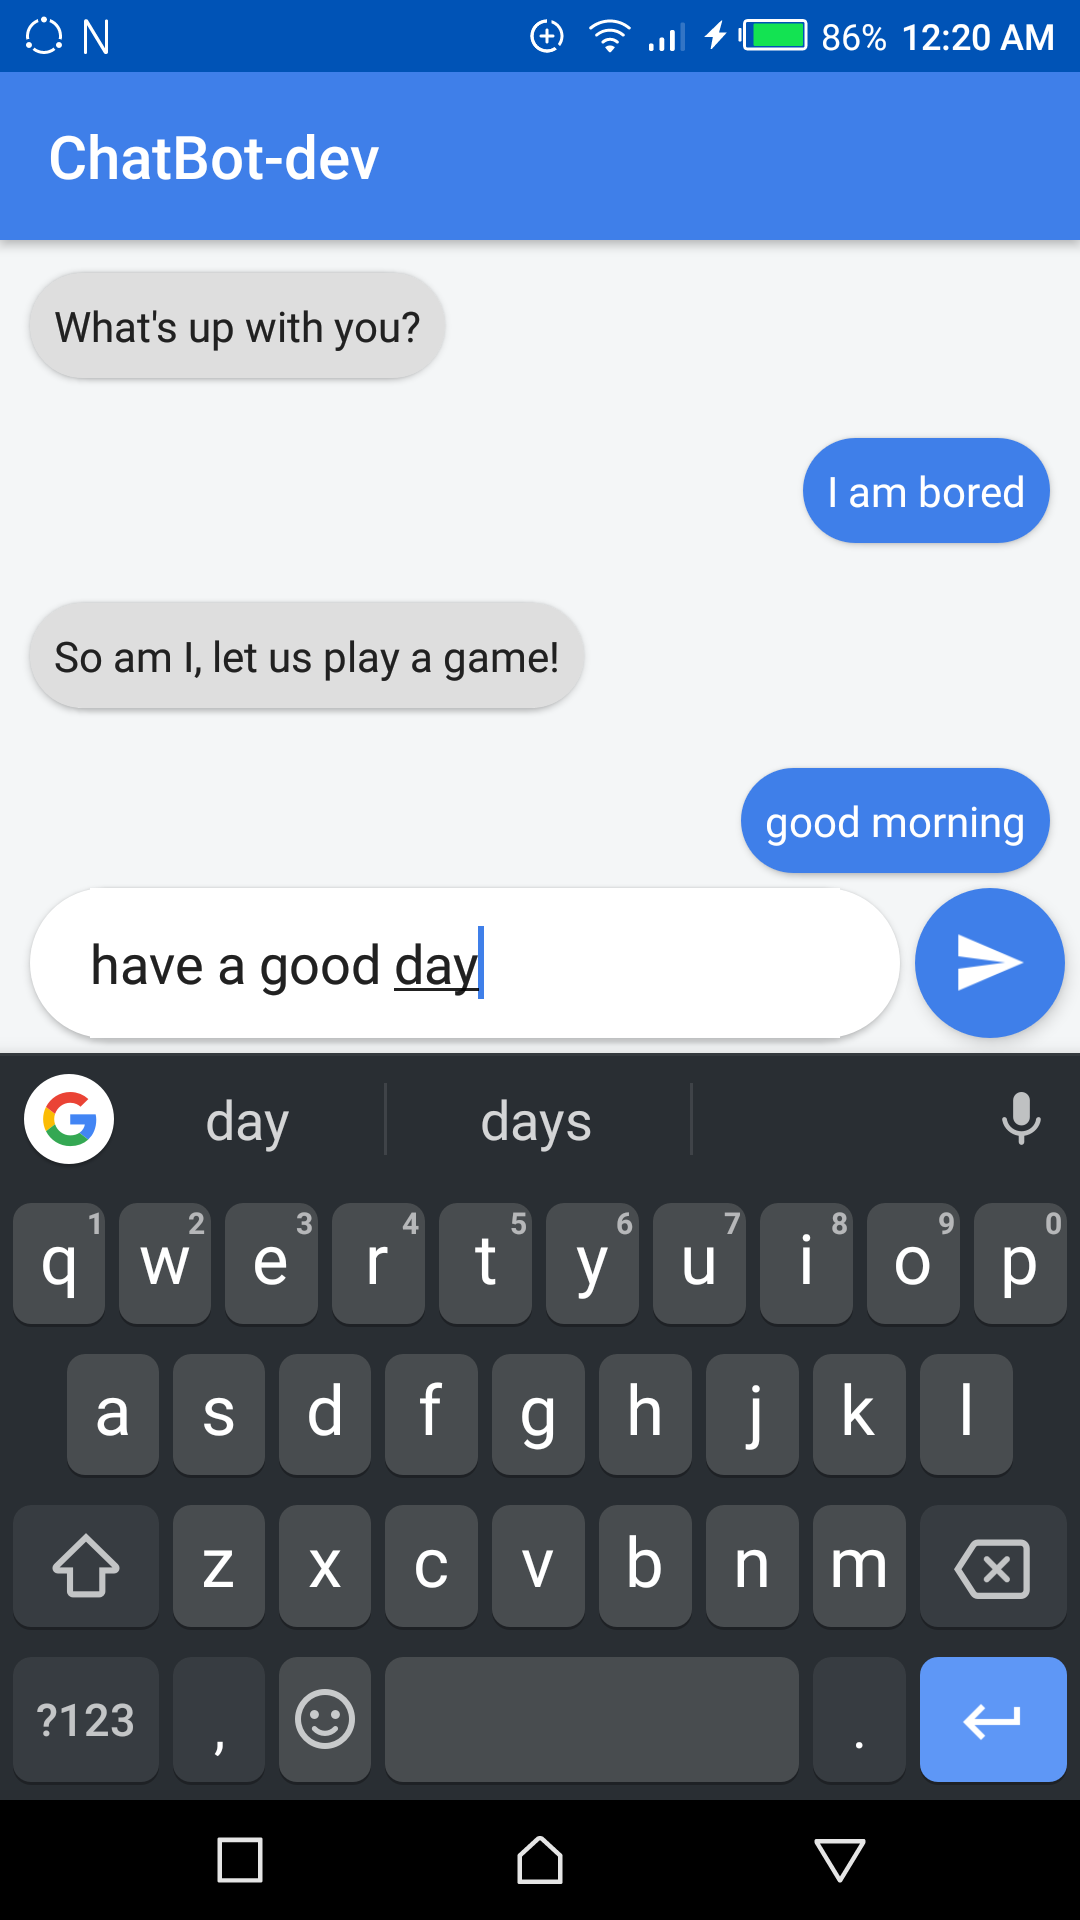 N 86% 12:20 AM
ChatBot-dev
What's up with you?
I am bored
So am I, let us play a game!
good morning
have a good day
G day days
1 2 3 4 5 6 7 8 9 0
q w e r t y u i o p
a s d f g h j k l
z x c v b n m
?123 , .